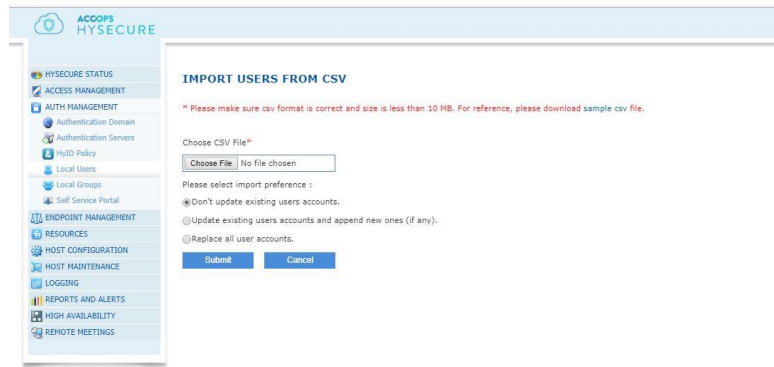 ACCOPS
HYSECURE
HYSECURE STATUS
ACCESS MANAGEMENT
AUTH MANAGEMENT
Authentication Domain
Authentication Servers
HyID Policy
Local Users
Local Groups
Self Service Portal
ENDPOINT MANAGEMENT
RESOURCES
HOST CONFIGURATION
HOST MAINTENANCE
LOGGING
REPORTS AND ALERTS
HIGH AVAILABILITY
REMOTE MEETINGS
IMPORT USERS FROM CSV
* Please make sure csv format is correct and size is less than 10 MB. For reference, please download sample csv file.
Choose CSV File*
Choose File No file chosen
Please select import preference :
Don't update existing users accounts.
Update existing users accounts and append new ones (if any).
Replace all user accounts.
Submit Cancel